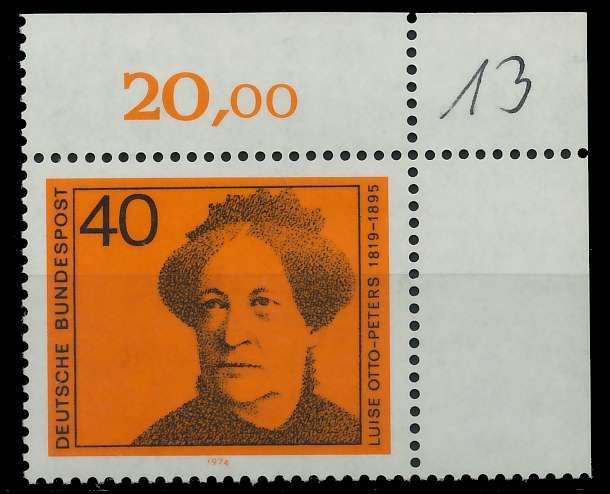 20,00
13
40
DEUTSCHE BUNDESPOST
LUISE OTTO-PETERS 1819-1895
1974